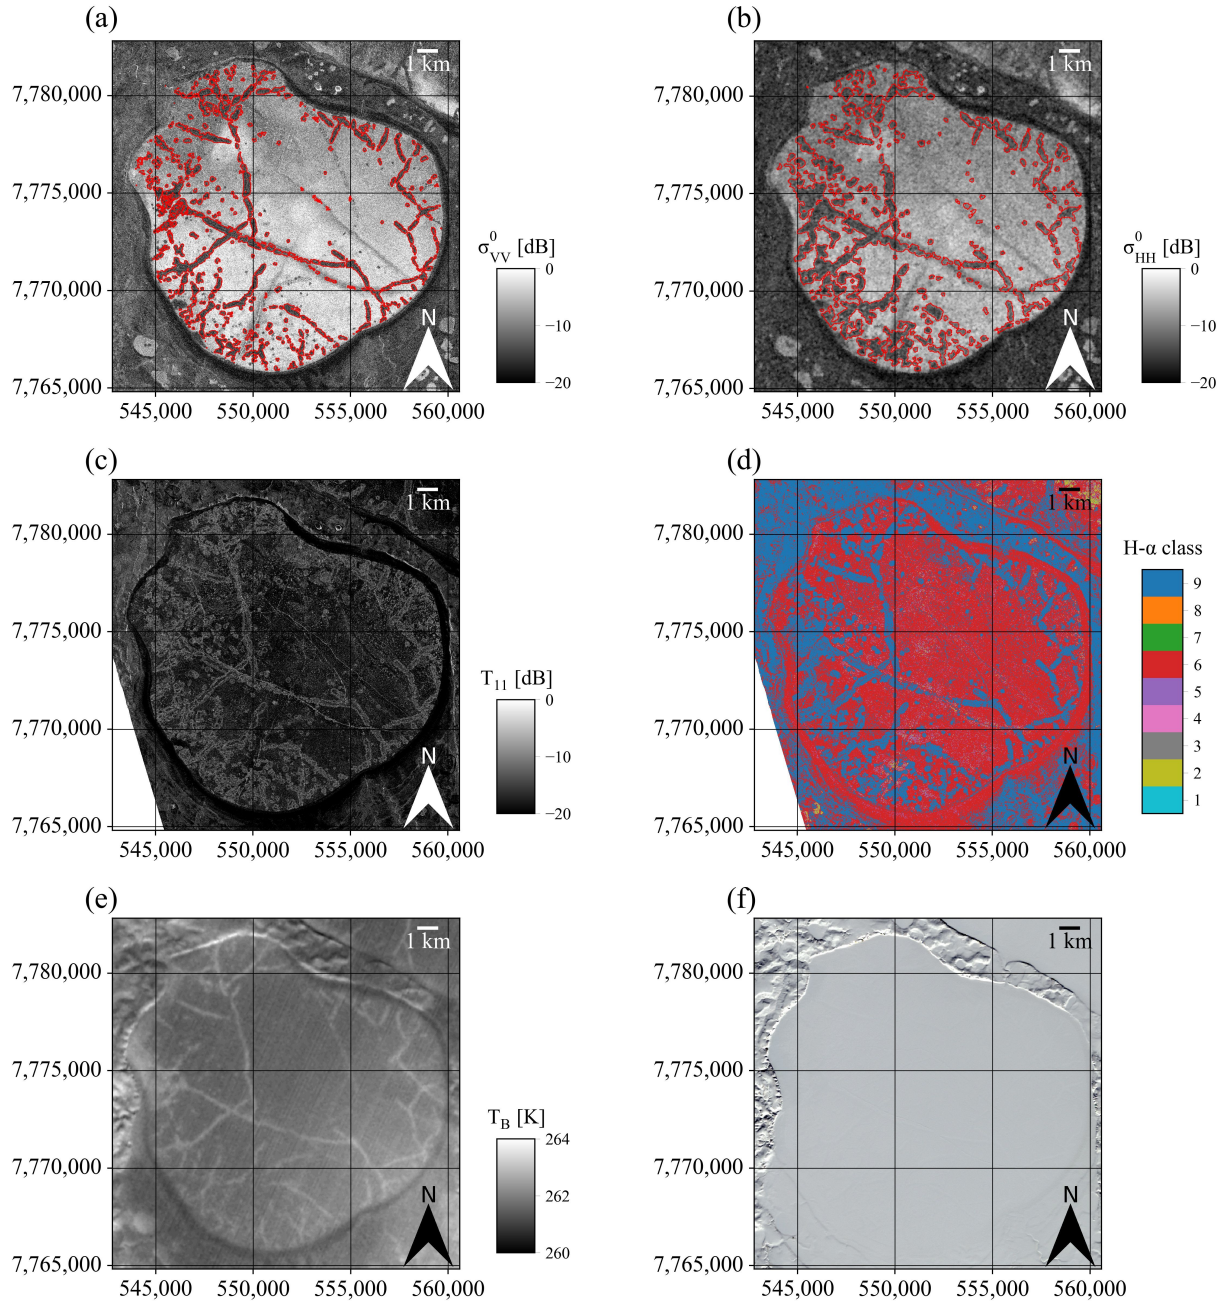 (a)
1 km
7,780,000
7,775,000
7,770,000
7,765,000
545,000 550,000 555,000 560,000
N
σ⁰VV [dB]
0
−10
−20
(b)
1 km
7,780,000
7,775,000
7,770,000
7,765,000
545,000 550,000 555,000 560,000
N
σ⁰HH [dB]
0
−10
−20
(c)
1 km
7,780,000
7,775,000
7,770,000
7,765,000
545,000 550,000 555,000 560,000
N
T11 [dB]
0
−10
−20
(d)
1 km
7,780,000
7,775,000
7,770,000
7,765,000
545,000 550,000 555,000 560,000
N
H-α class
9
8
7
6
5
4
3
2
1
(e)
1 km
7,780,000
7,775,000
7,770,000
7,765,000
545,000 550,000 555,000 560,000
N
TB [K]
264
262
260
(f)
1 km
7,780,000
7,775,000
7,770,000
7,765,000
545,000 550,000 555,000 560,000
N